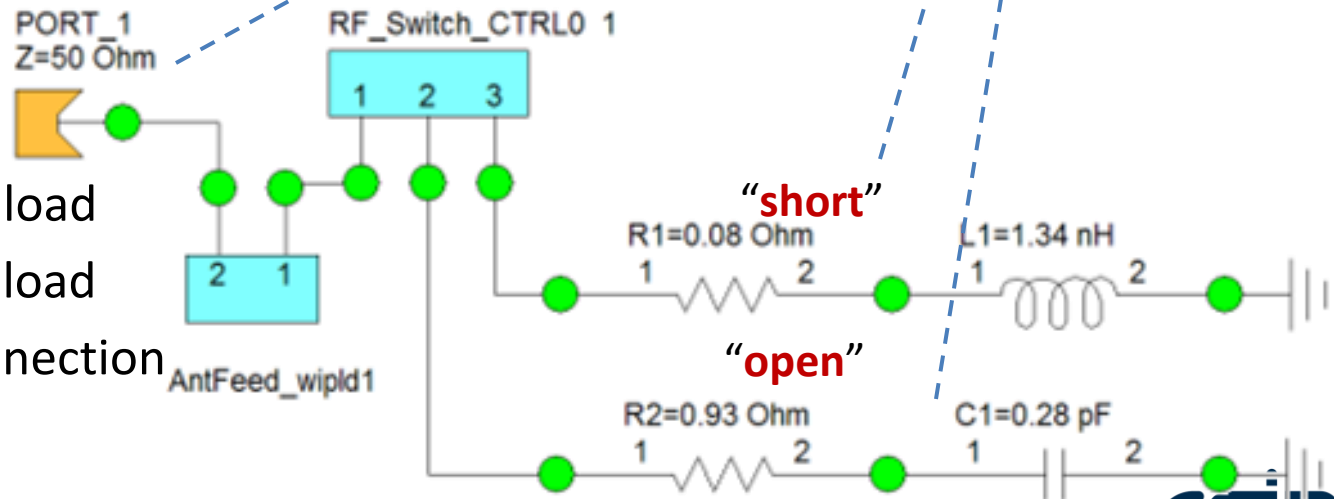 PORT_1
Z=50 Ohm
RF_Switch_CTRL0 1
1 2 3
load
load
nection
2 1
AntFeed_wipld1
“short”
R1=0.08 Ohm
L1=1.34 nH
1 2 1 2
“open”
R2=0.93 Ohm
C1=0.28 pF
1 2 1 2